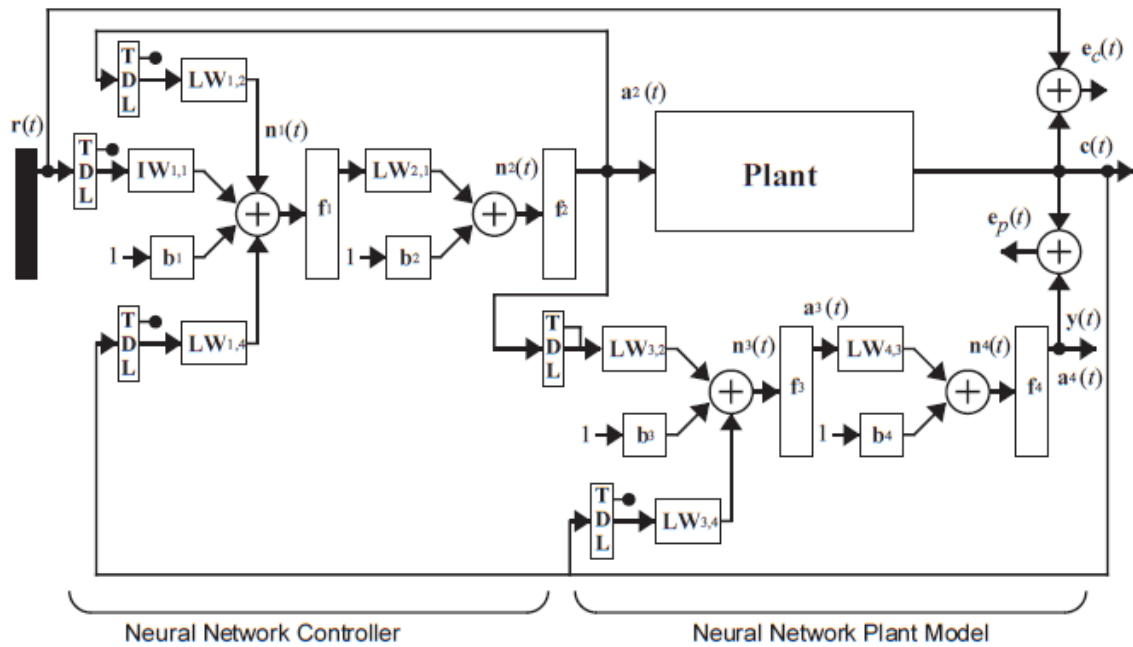 e_c(t)
T
D
L
LW1,2
a2 (t)
r(t)
n1(t)
c(t)
T
D
L
IW1,1
f1
LW2,1
n2(t)
f2
Plant
e_p(t)
1
b1
1
b2
T
D
L
LW1,4
a3(t)
y(t)
T
D
L
LW3,2
n3(t)
f3
LW4,3
n4(t)
f4
a4(t)
1
b3
1
b4
T
D
L
LW3,4
Neural Network Controller
Neural Network Plant Model